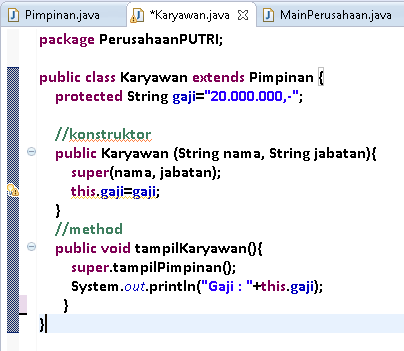 Pimpinan.java *Karyawan.java MainPerusahaan.java
package PerusahaanPUTRI;
public class Karyawan extends Pimpinan {
protected String gaji="20.000.000,-";
//konstruktor
public Karyawan (String nama, String jabatan){
super(nama, jabatan);
this.gaji=gaji;
}
//method
public void tampilKaryawan(){
super.tampilPimpinan();
System.out.println("Gaji : "+this.gaji);
}
}